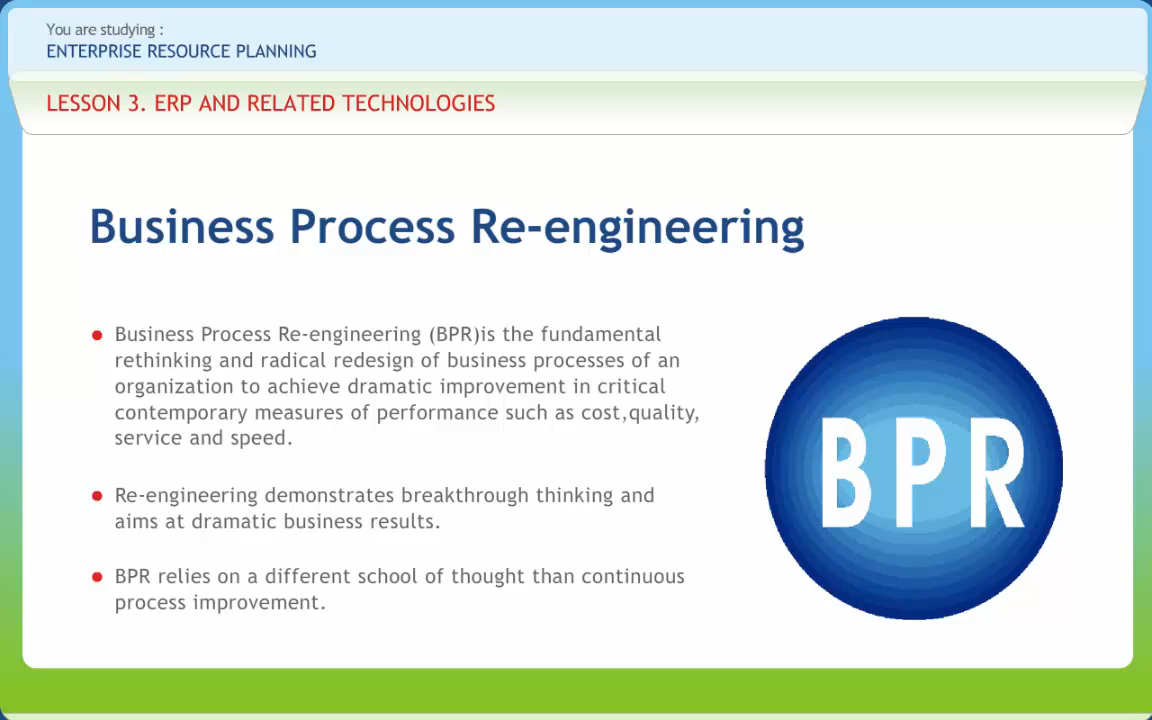 You are studying :
ENTERPRISE RESOURCE PLANNING
LESSON 3. ERP AND RELATED TECHNOLOGIES
Business Process Re-engineering
Business Process Re-engineering (BPR)is the fundamental
rethinking and radical redesign of business processes of an
organization to achieve dramatic improvement in critical
contemporary measures of performance such as cost,quality,
service and speed.
Re-engineering demonstrates breakthrough thinking and
aims at dramatic business results.
BPR relies on a different school of thought than continuous
process improvement.
BPR